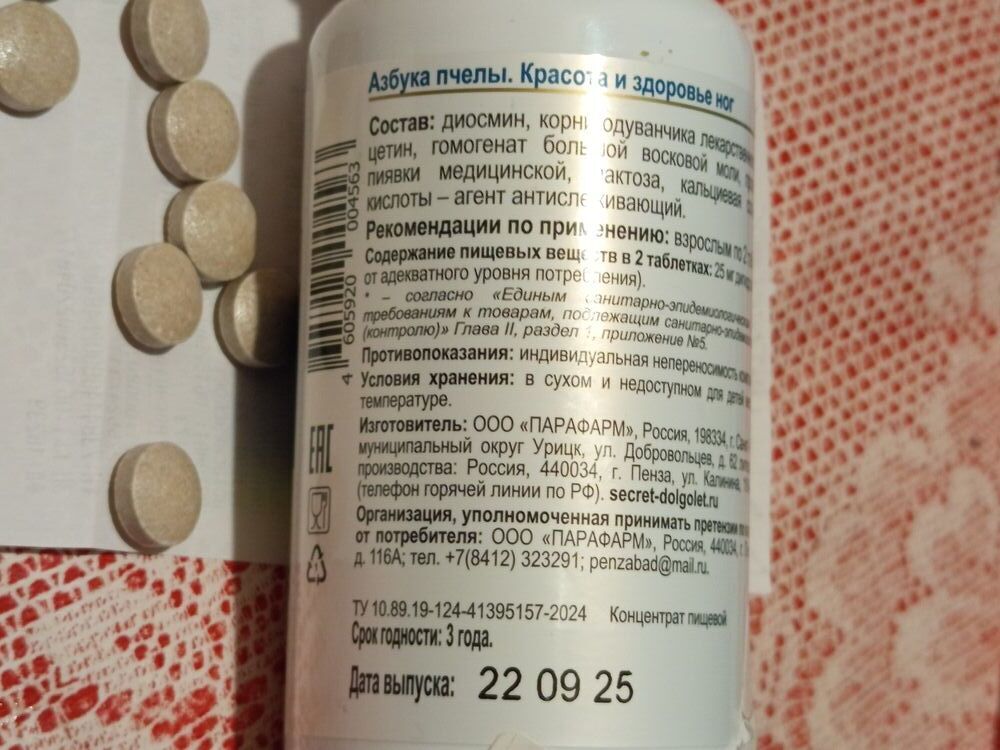 Азбука пчелы. Красота и здоровье ног
Состав: диосмин, корни одуванчика
цетин, гомогенат большой восковой моли,
пиявки медицинской, лактоза, кальциевая
кислоты – агент антислеживающий.
Рекомендации по применению: взрослым по 2
Содержание пищевых веществ в 2 таблетках: 25 мг
от адекватного уровня потребления).
* – согласно «Единым санитарно-эпидемиологическим
требованиям к товарам, подлежащим
(контролю)» Глава II, раздел 1, приложение №5.
Противопоказания: индивидуальная непереносимость
Условия хранения: в сухом и недоступном для детей
температуре.
Изготовитель: ООО «ПАРАФАРМ», Россия, 198334, г.
муниципальный округ Урицк, ул. Добровольцев, д. 62
производства: Россия, 440034, г. Пенза, ул. Калинина,
(телефон горячей линии по РФ). secret-dolgolet.ru
Организация, уполномоченная принимать претензии
от потребителя: ООО «ПАРАФАРМ», Россия, 440034, г.
д. 116А; тел. +7(8412) 323291; penzabad@mail.ru.
ТУ 10.89.19-124-41395157-2024 Концентрат пищевой
Срок годности: 3 года.
Дата выпуска: 22 09 25
4 605920 004563
EAC